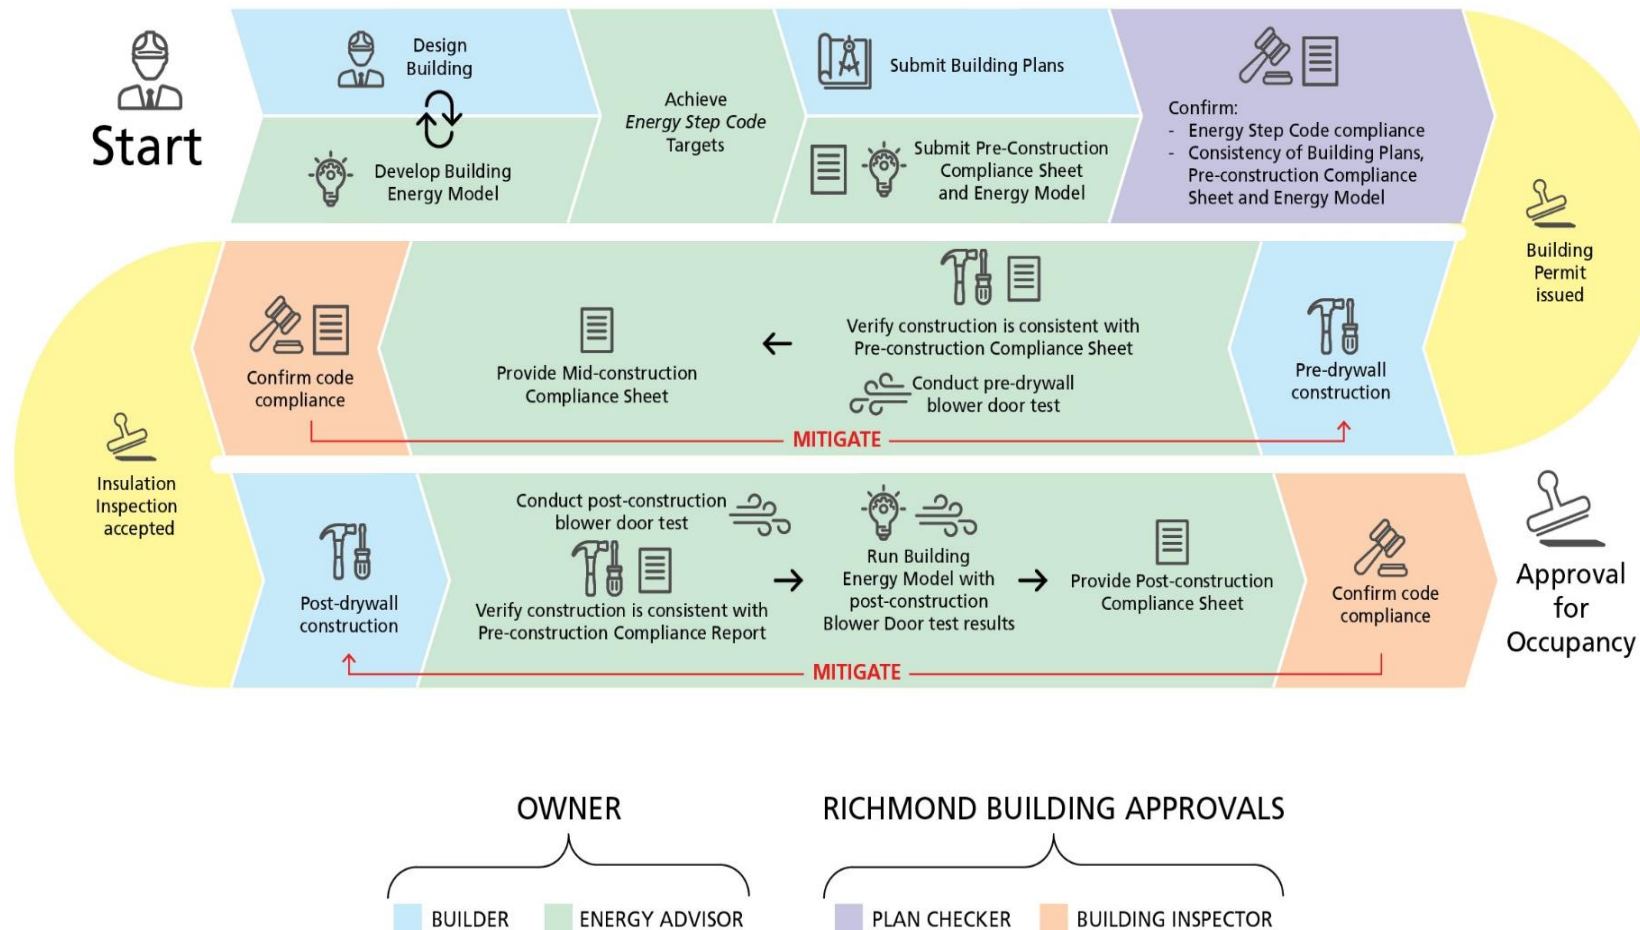 Start
Design
Building
Develop Building
Energy Model
Achieve
Energy Step Code
Targets
Submit Building Plans
Submit Pre-Construction
Compliance Sheet
and Energy Model
Confirm:
- Energy Step Code compliance
- Consistency of Building Plans,
Pre-construction Compliance
Sheet and Energy Model
Building
Permit
issued
Pre-drywall
construction
Verify construction is consistent with
Pre-construction Compliance Sheet
Conduct pre-drywall
blower door test
Provide Mid-construction
Compliance Sheet
Confirm code
compliance
MITIGATE
Insulation
Inspection
accepted
Post-drywall
construction
Conduct post-construction
blower door test
Verify construction is consistent with
Pre-construction Compliance Report
Run Building
Energy Model with
post-construction
Blower Door test results
Provide Post-construction
Compliance Sheet
Confirm code
compliance
MITIGATE
Approval
for
Occupancy
OWNER
BUILDER
ENERGY ADVISOR
RICHMOND BUILDING APPROVALS
PLAN CHECKER
BUILDING INSPECTOR